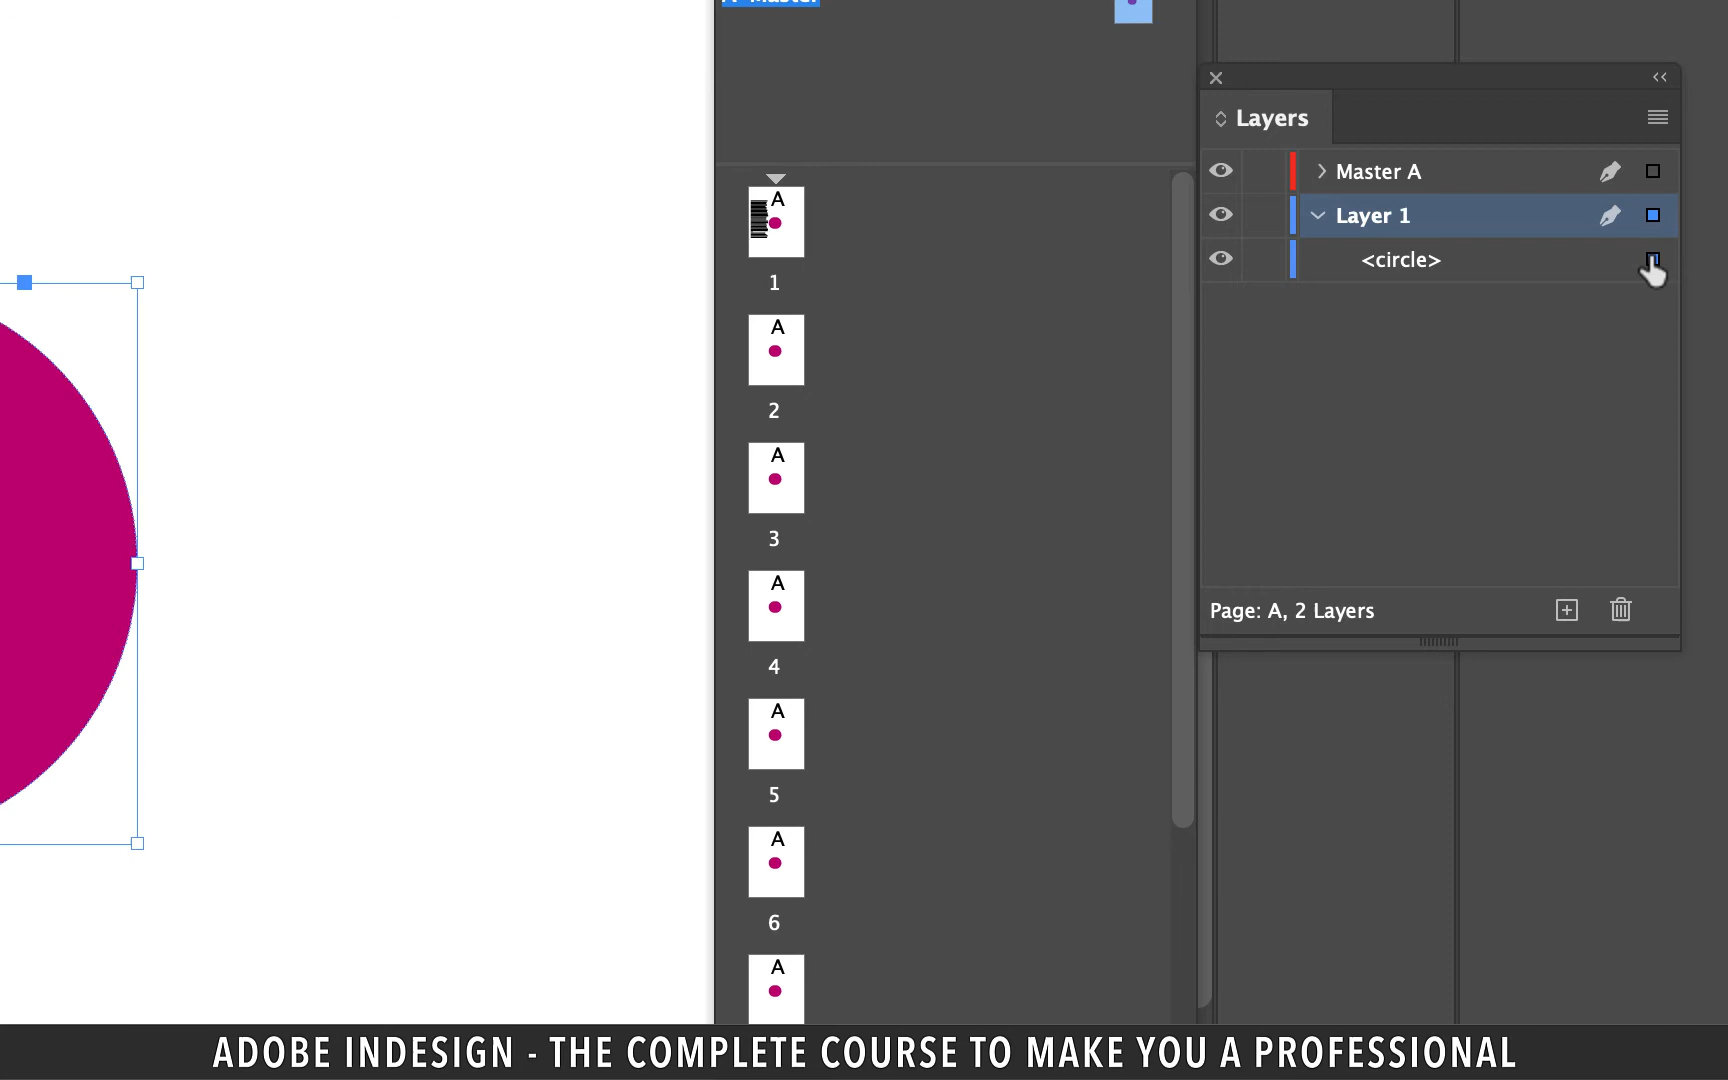 A-Master
Layers
Master A
Layer 1
<circle>
A
1
A
2
A
3
A
4
A
5
A
6
A
Page: A, 2 Layers
ADOBE INDESIGN - THE COMPLETE COURSE TO MAKE YOU A PROFESSIONAL